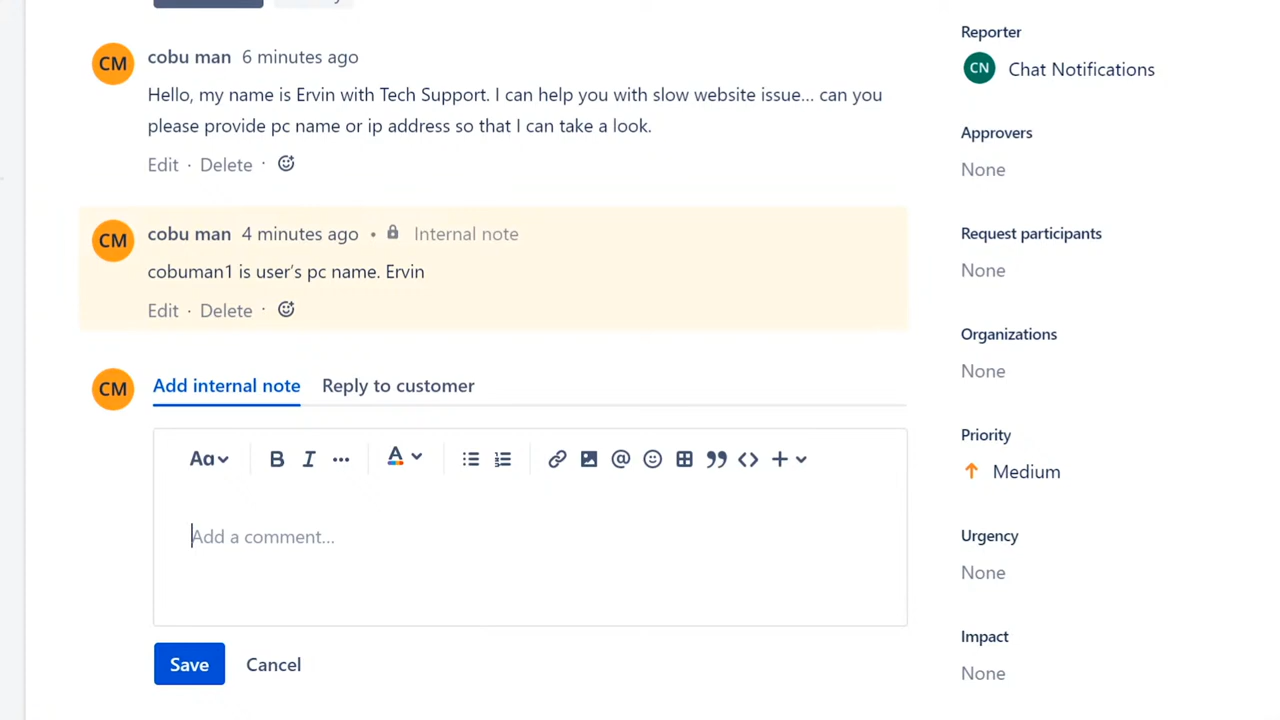 CM
cobu man 6 minutes ago
Hello, my name is Ervin with Tech Support. I can help you with slow website issue... can you
please provide pc name or ip address so that I can take a look.
Edit · Delete ·
CM
cobu man 4 minutes ago • Internal note
cobuman1 is user's pc name. Ervin
Edit · Delete ·
CM
Add internal note Reply to customer
Aa B I ... A
Add a comment...
Save Cancel
Reporter
CN Chat Notifications
Approvers
None
Request participants
None
Organizations
None
Priority
Medium
Urgency
None
Impact
None